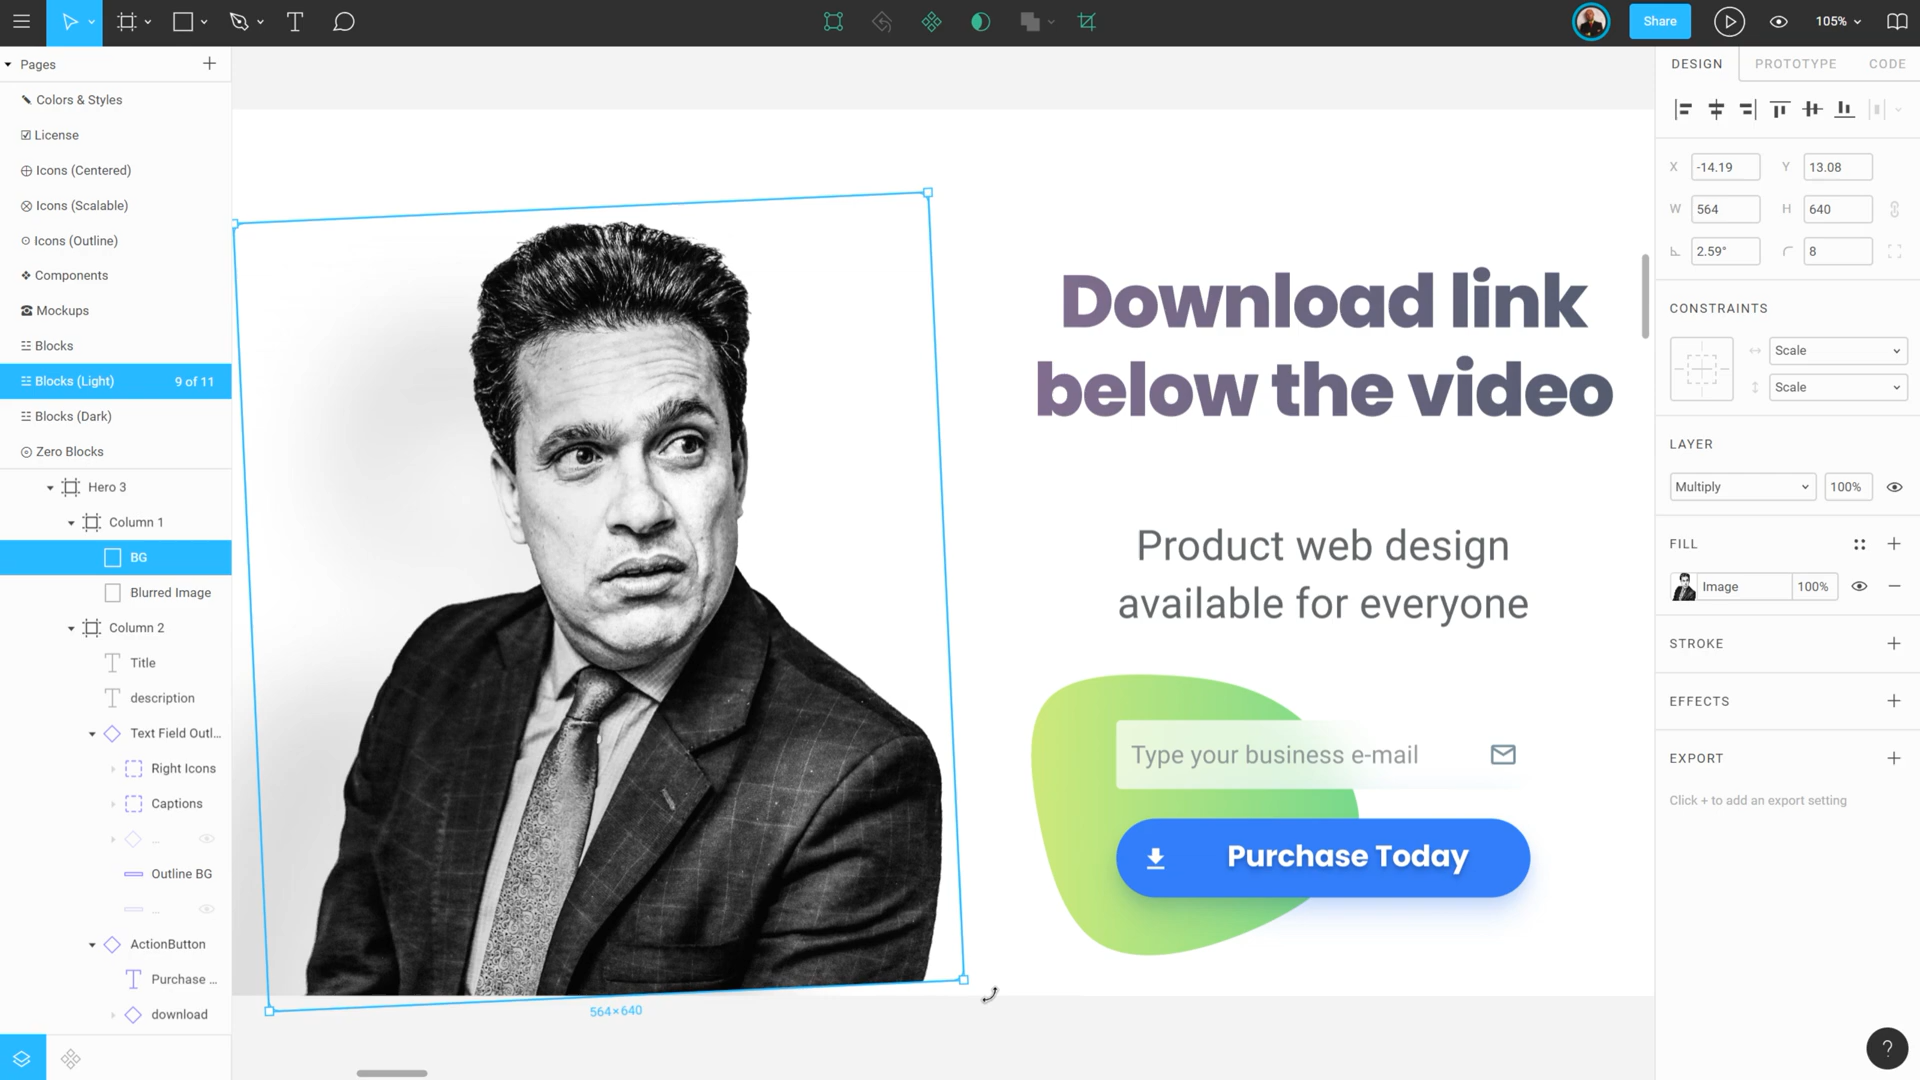 Share
105%
Pages
Colors & Styles
License
Icons (Centered)
Icons (Scalable)
Icons (Outline)
Components
Mockups
Blocks
Blocks (Light) 9 of 11
Blocks (Dark)
Zero Blocks
Hero 3
Column 1
BG
Blurred Image
Column 2
Title
description
Text Field Outl...
Right Icons
Captions
...
Outline BG
...
ActionButton
Purchase ...
download
Download link
below the video
Product web design
available for everyone
Type your business e-mail
Purchase Today
564×640
DESIGN PROTOTYPE CODE
X -14.19 Y 13.08
W 564 H 640
2.59° 8
CONSTRAINTS
Scale
Scale
LAYER
Multiply 100%
FILL
Image 100%
STROKE
EFFECTS
EXPORT
Click + to add an export setting
?